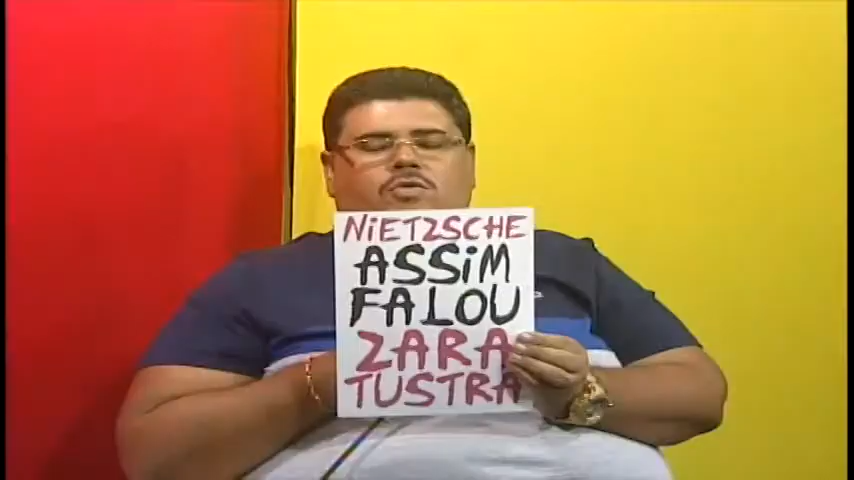 NiETZSCHE
ASSiM
FALOU
ZARA
TUSTRA